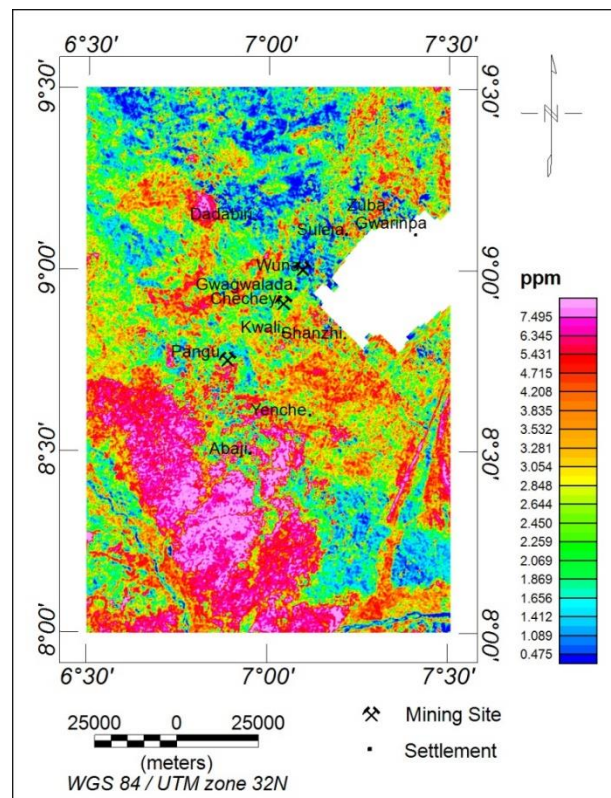 6°30' 7°00' 7°30'
9°30' 9°30'
Zuba
Dadabiri
Gwarinpa
Suleja
9°00' Wuna 9°00'
Gwagwalada
Chechey
Kwali
Shanzhi
Pangu
Yenche
8°30' Abaji 8°30'
8°00' 8°00'
6°30' 7°00' 7°30'
N
ppm
7.495
6.345
5.431
4.715
4.208
3.835
3.532
3.281
3.054
2.848
2.644
2.450
2.259
2.069
1.869
1.656
1.412
1.089
0.475
25000 0 25000
(meters)
WGS 84 / UTM zone 32N
Mining Site
Settlement